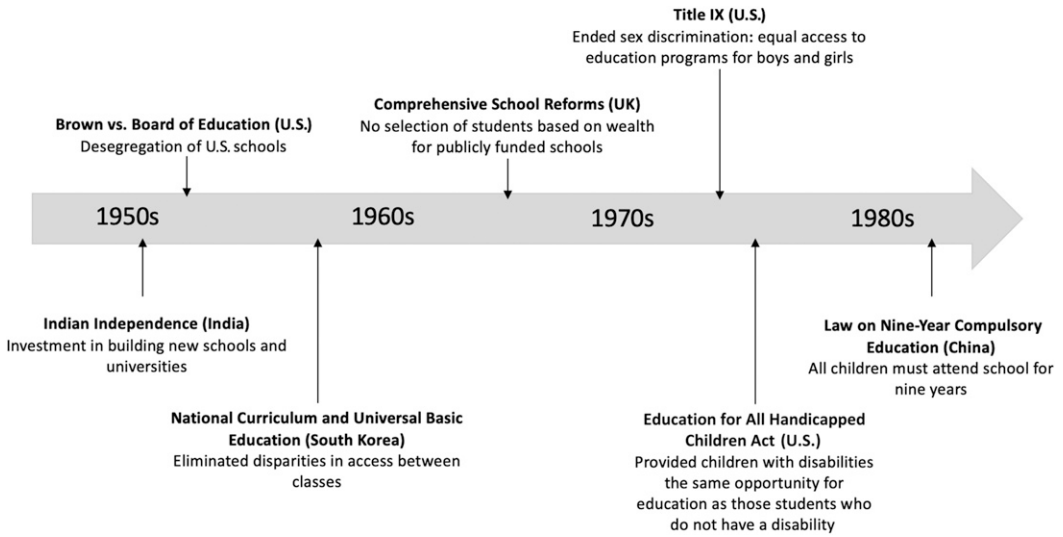 Title IX (U.S.)
Ended sex discrimination: equal access to
education programs for boys and girls
Comprehensive School Reforms (UK)
No selection of students based on wealth
for publicly funded schools
Brown vs. Board of Education (U.S.)
Desegregation of U.S. schools
1950s
1960s
1970s
1980s
Indian Independence (India)
Investment in building new schools and
universities
Law on Nine-Year Compulsory
Education (China)
All children must attend school for
nine years
National Curriculum and Universal Basic
Education (South Korea)
Eliminated disparities in access between
classes
Education for All Handicapped
Children Act (U.S.)
Provided children with disabilities
the same opportunity for
education as those students who
do not have a disability